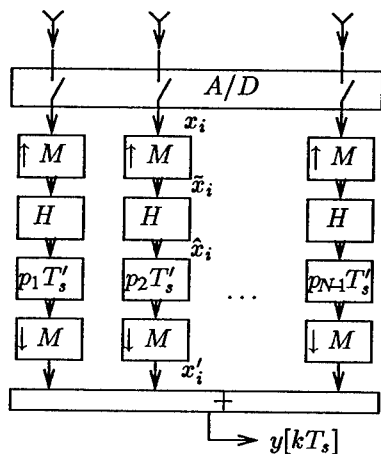 A/D
x_i
↑ M ↑ M ↑ M
x̃_i
H H H
x̂_i
p_1T'_s p_2T'_s p_{N-1}T'_s
...
↓ M ↓ M ↓ M
x'_i
+
y[kT_s]